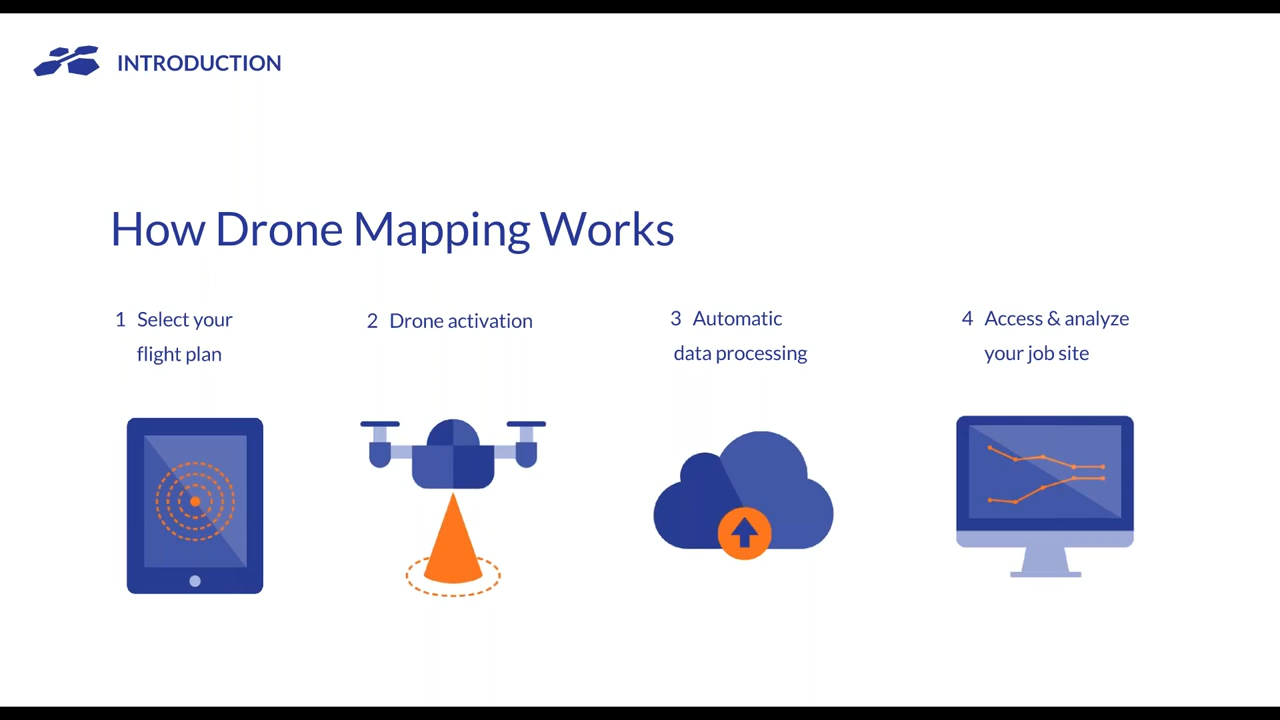 INTRODUCTION
How Drone Mapping Works
1 Select your
flight plan
2 Drone activation
3 Automatic
data processing
4 Access & analyze
your job site